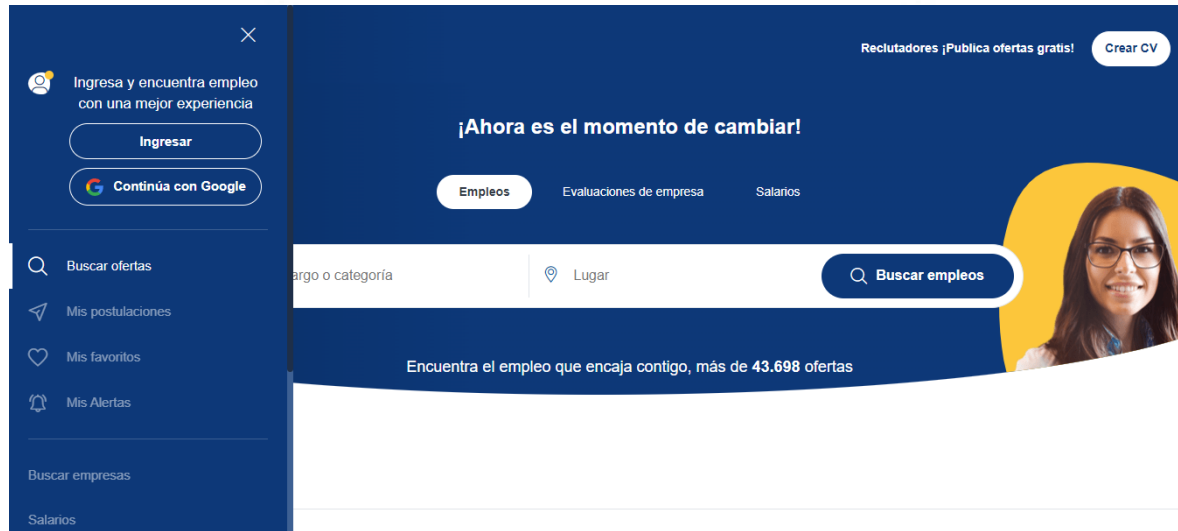 Ingresa y encuentra empleo
con una mejor experiencia
Ingresar
Continúa con Google
Buscar ofertas
Mis postulaciones
Mis favoritos
Mis Alertas
Buscar empresas
Salarios
Reclutadores ¡Publica ofertas gratis!
Crear CV
¡Ahora es el momento de cambiar!
Empleos
Evaluaciones de empresa
Salarios
o categoría
Lugar
Buscar empleos
Encuentra el empleo que encaja contigo, más de 43.698 ofertas